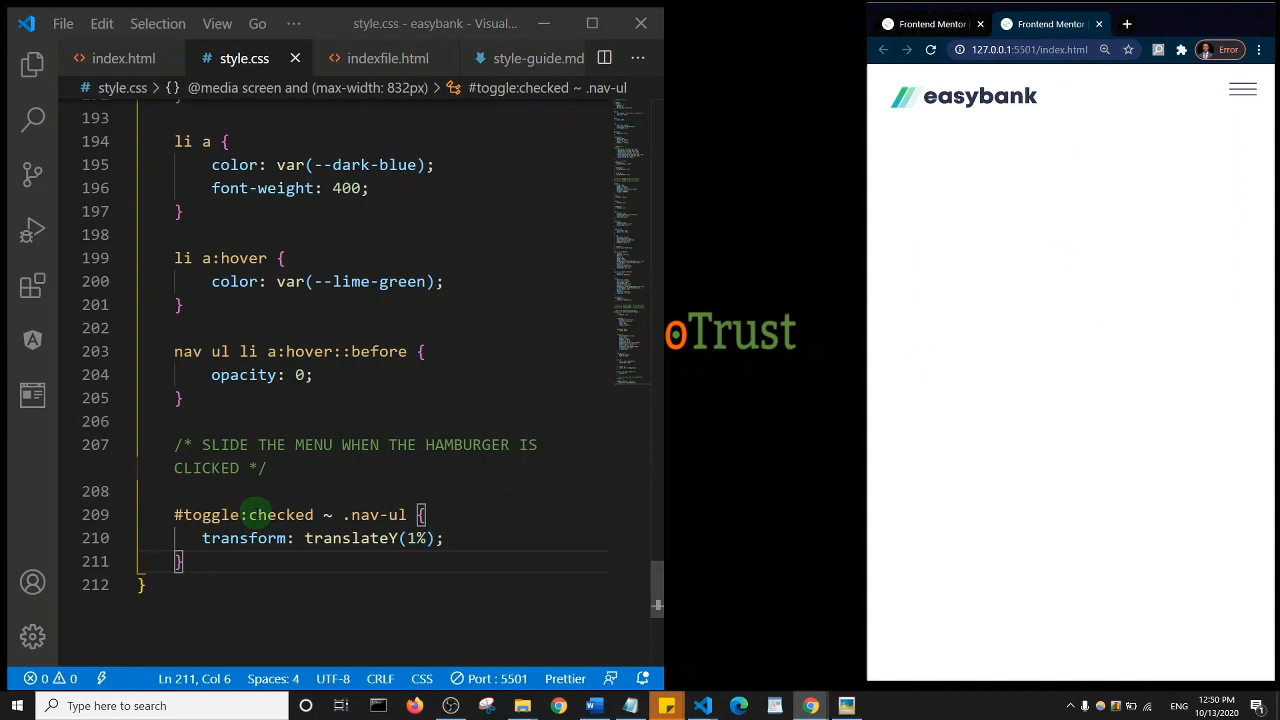 File Edit ··· style.css - easybank - Visual...
index.html
# style.css
style-guide.md
# style.css > {} @media screen and (max-width: 832px) > #toggle:checked ~ .nav-ul
193
194 li a {
195 color: var(--dark-blue);
196 font-weight: 400;
197 }
198
199 li a:hover {
200 color: var(--lime-green);
201 }
202
203 nav ul li a:hover::before {
204 opacity: 0;
205 }
206
207 /* SLIDE THE MENU WHEN THE HAMBURGER IS
CLICKED */
208
209 #toggle:checked ~ .nav-ul {
210 transform: translateY(1%);
211 }
212 }
0 0 Ln 211, Col 6 Spaces: 4 UTF-8 CRLF CSS Port : 5501 Prettier
oTrust
Frontend Mentor
Frontend Mentor
127.0.0.1:5501/index.html
Error
easybank
Type here to search
ENG
12:50 PM
10/13/2020
1